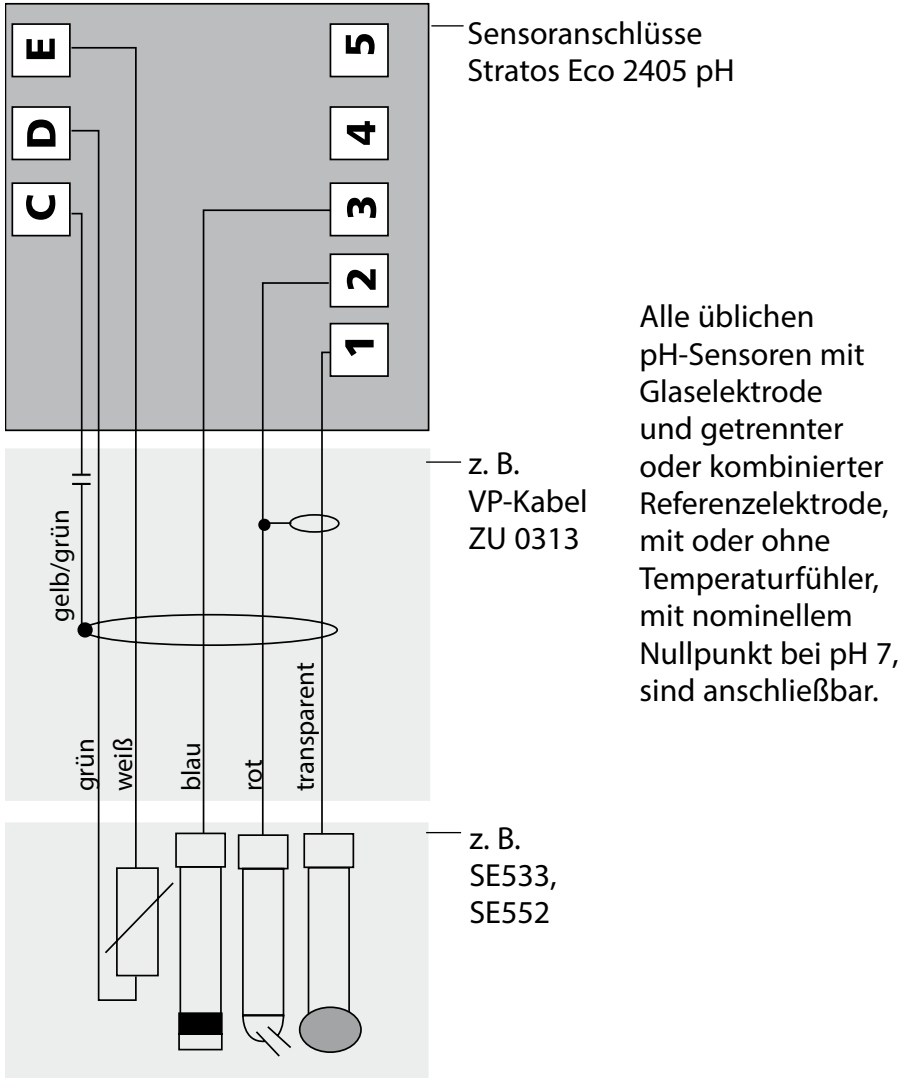 E
5
Sensoranschlüsse
Stratos Eco 2405 pH
D
4
C
3
2
1
Alle üblichen
pH-Sensoren mit
Glaselektrode
und getrennter
oder kombinierter
Referenzelektrode,
mit oder ohne
Temperaturfühler,
mit nominellem
Nullpunkt bei pH 7,
sind anschließbar.
z. B.
VP-Kabel
ZU 0313
gelb/grün
grün
weiß
blau
rot
transparent
z. B.
SE533,
SE552